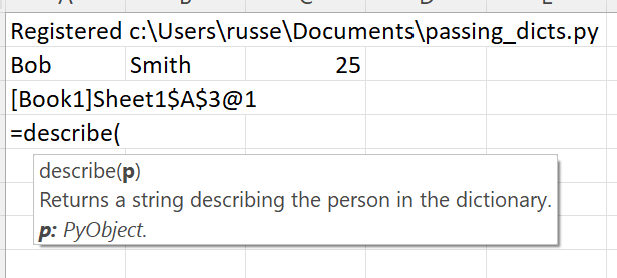 Registered c:\Users\russe\Documents\passing_dicts.py
Bob Smith 25
[Book1]Sheet1$A$3@1
=describe(
describe(p)
Returns a string describing the person in the dictionary.
p: PyObject.